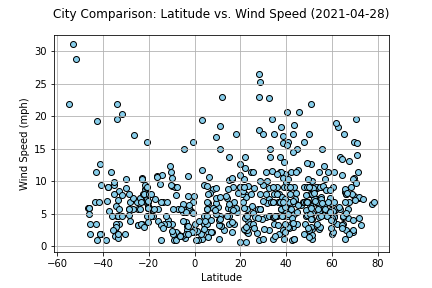 City Comparison: Latitude vs. Wind Speed (2021-04-28)
Wind Speed (mph)
30
25
20
15
10
5
0
−60 −40 −20 0 20 40 60 80
Latitude